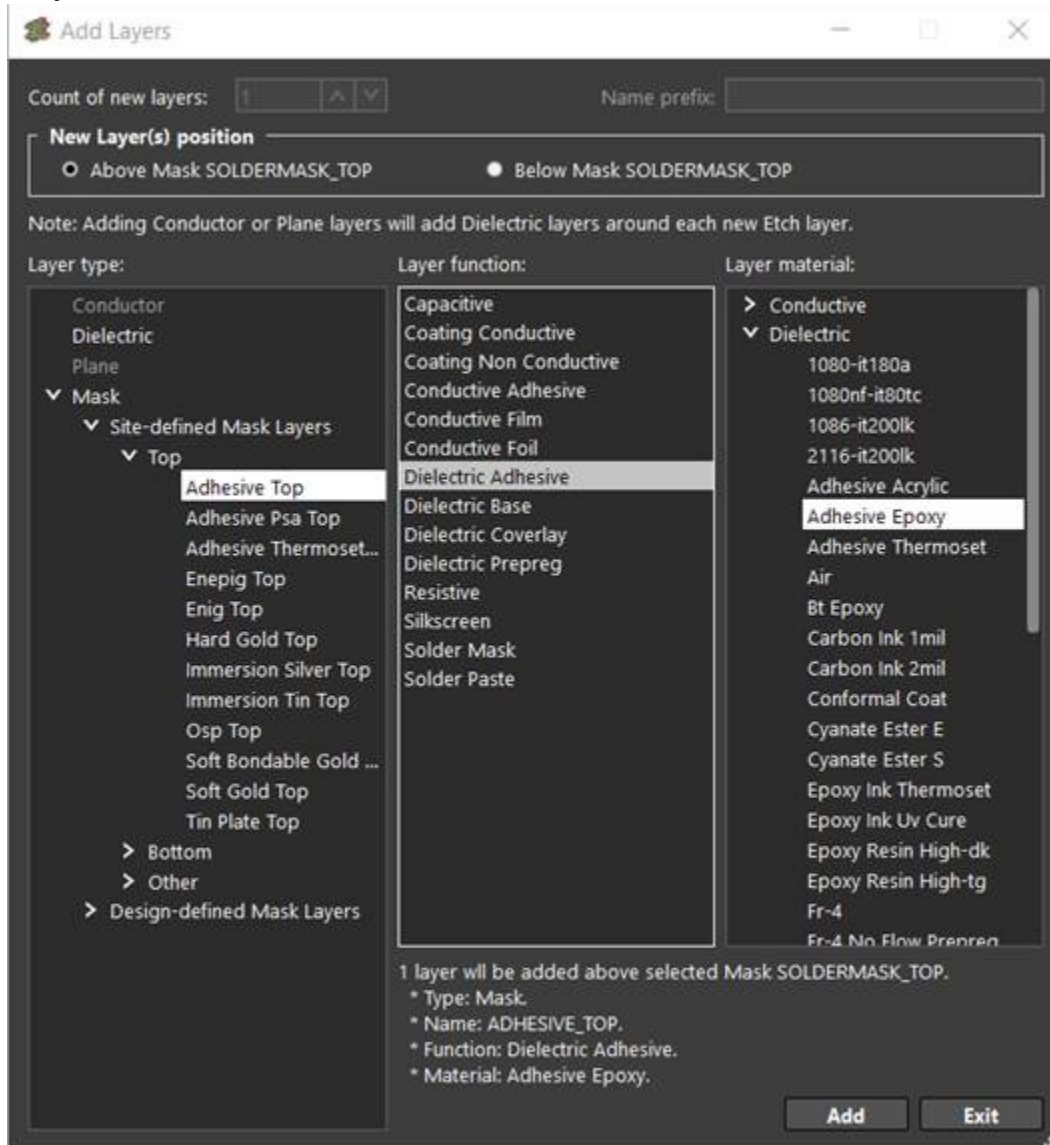 Add Layers
Count of new layers: 1 Name prefix:
New Layer(s) position
Above Mask SOLDERMASK_TOP Below Mask SOLDERMASK_TOP
Note: Adding Conductor or Plane layers will add Dielectric layers around each new Etch layer.
Layer type:
Conductor
Dielectric
Plane
Mask
Site-defined Mask Layers
Top
Adhesive Top
Adhesive Psa Top
Adhesive Thermoset...
Enepig Top
Enig Top
Hard Gold Top
Immersion Silver Top
Immersion Tin Top
Osp Top
Soft Bondable Gold ...
Soft Gold Top
Tin Plate Top
Bottom
Other
Design-defined Mask Layers
Layer function:
Capacitive
Coating Conductive
Coating Non Conductive
Conductive Adhesive
Conductive Film
Conductive Foil
Dielectric Adhesive
Dielectric Base
Dielectric Coverlay
Dielectric Prepreg
Resistive
Silkscreen
Solder Mask
Solder Paste
Layer material:
Conductive
Dielectric
1080-it180a
1080nf-it80tc
1086-it200lk
2116-it200lk
Adhesive Acrylic
Adhesive Epoxy
Adhesive Thermoset
Air
Bt Epoxy
Carbon Ink 1mil
Carbon Ink 2mil
Conformal Coat
Cyanate Ester E
Cyanate Ester S
Epoxy Ink Thermoset
Epoxy Ink Uv Cure
Epoxy Resin High-dk
Epoxy Resin High-tg
Fr-4
Fr-4 No Flow Prepreg
1 layer wll be added above selected Mask SOLDERMASK_TOP.
* Type: Mask.
* Name: ADHESIVE_TOP.
* Function: Dielectric Adhesive.
* Material: Adhesive Epoxy.
Add Exit